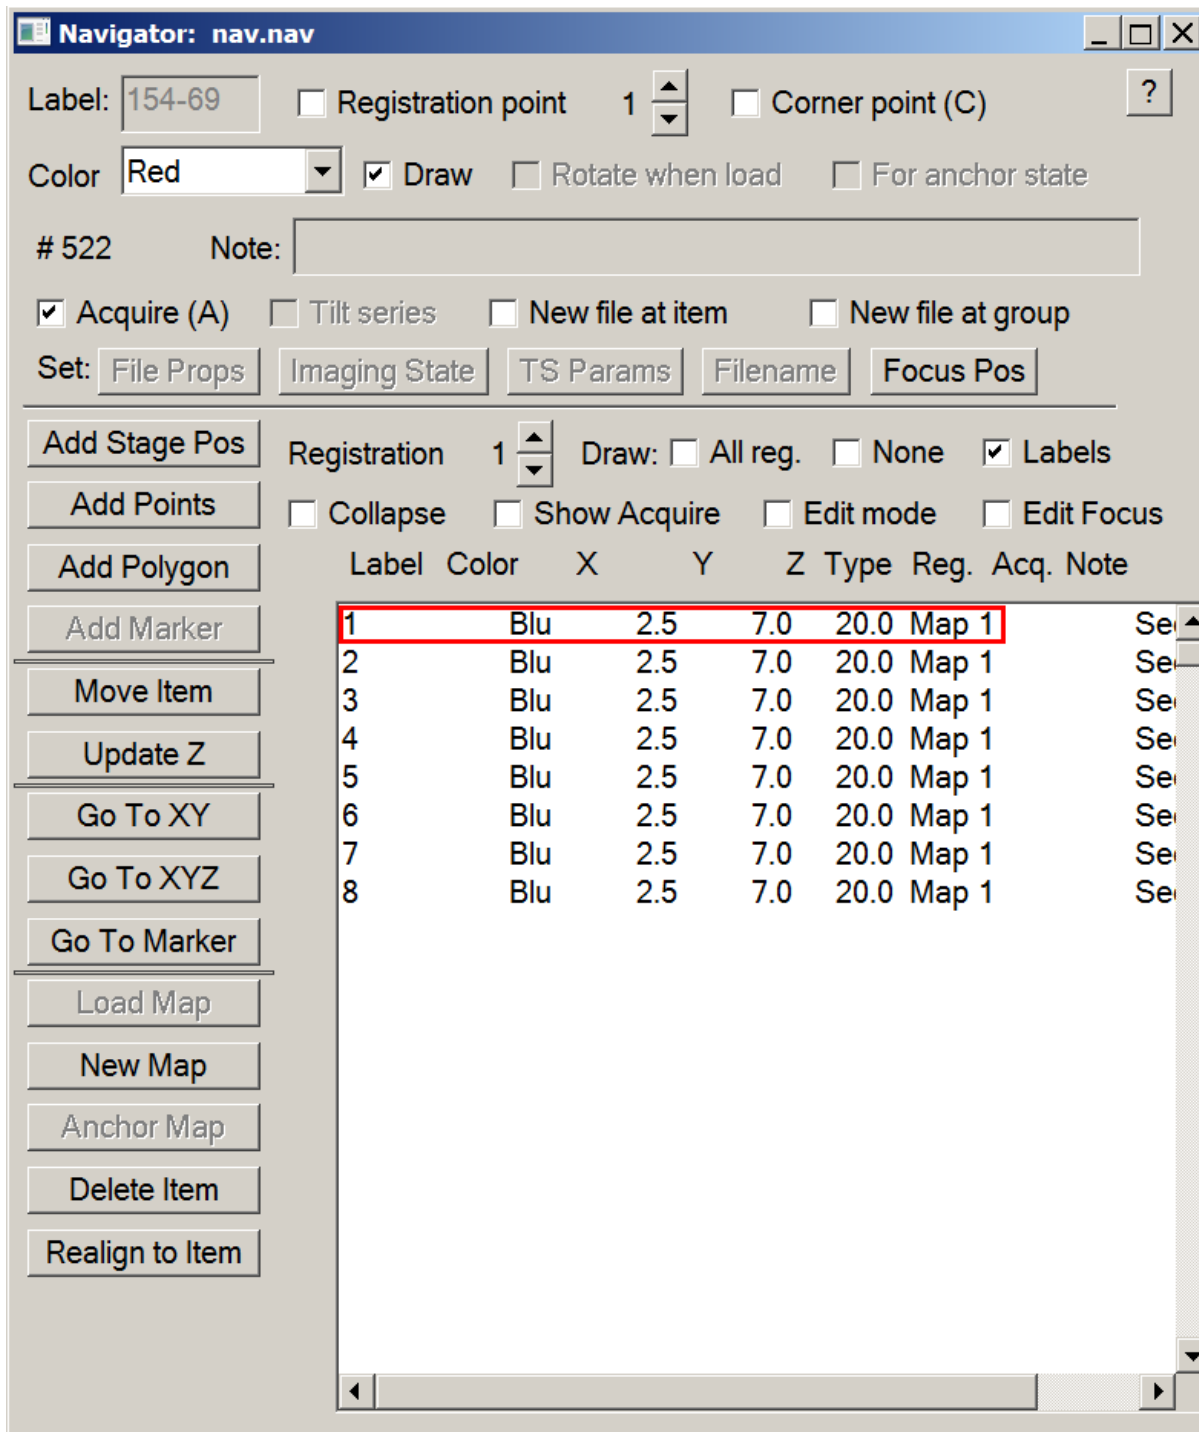 Navigator: nav.nav
Label: 154-69 Registration point 1 Corner point (C) ?
Color Red Draw Rotate when load For anchor state
# 522 Note:
Acquire (A) Tilt series New file at item New file at group
Set: File Props Imaging State TS Params Filename Focus Pos
Add Stage Pos Registration 1 Draw: All reg. None Labels
Add Points Collapse Show Acquire Edit mode Edit Focus
Add Polygon Label Color X Y Z Type Reg. Acq. Note
Add Marker 1 Blu 2.5 7.0 20.0 Map 1
2 Blu 2.5 7.0 20.0 Map 1
Move Item 3 Blu 2.5 7.0 20.0 Map 1
Update Z 4 Blu 2.5 7.0 20.0 Map 1
5 Blu 2.5 7.0 20.0 Map 1
Go To XY 6 Blu 2.5 7.0 20.0 Map 1
7 Blu 2.5 7.0 20.0 Map 1
Go To XYZ 8 Blu 2.5 7.0 20.0 Map 1
Go To Marker
Load Map
New Map
Anchor Map
Delete Item
Realign to Item